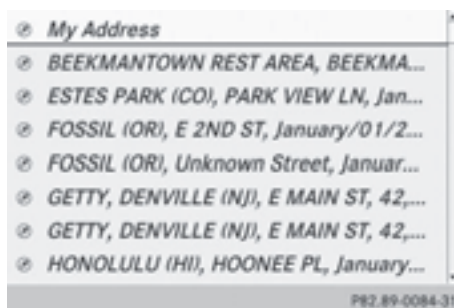 My Address
BEEKMANTOWN REST AREA, BEEKMA...
ESTES PARK (CO), PARK VIEW LN, Jan...
FOSSIL (OR), E 2ND ST, January/01/2...
FOSSIL (OR), Unknown Street, Januar...
GETTY, DENVILLE (NJ), E MAIN ST, 42,...
GETTY, DENVILLE (NJ), E MAIN ST, 42,...
HONOLULU (HI), HOONEE PL, January...
P82.89-0084-31